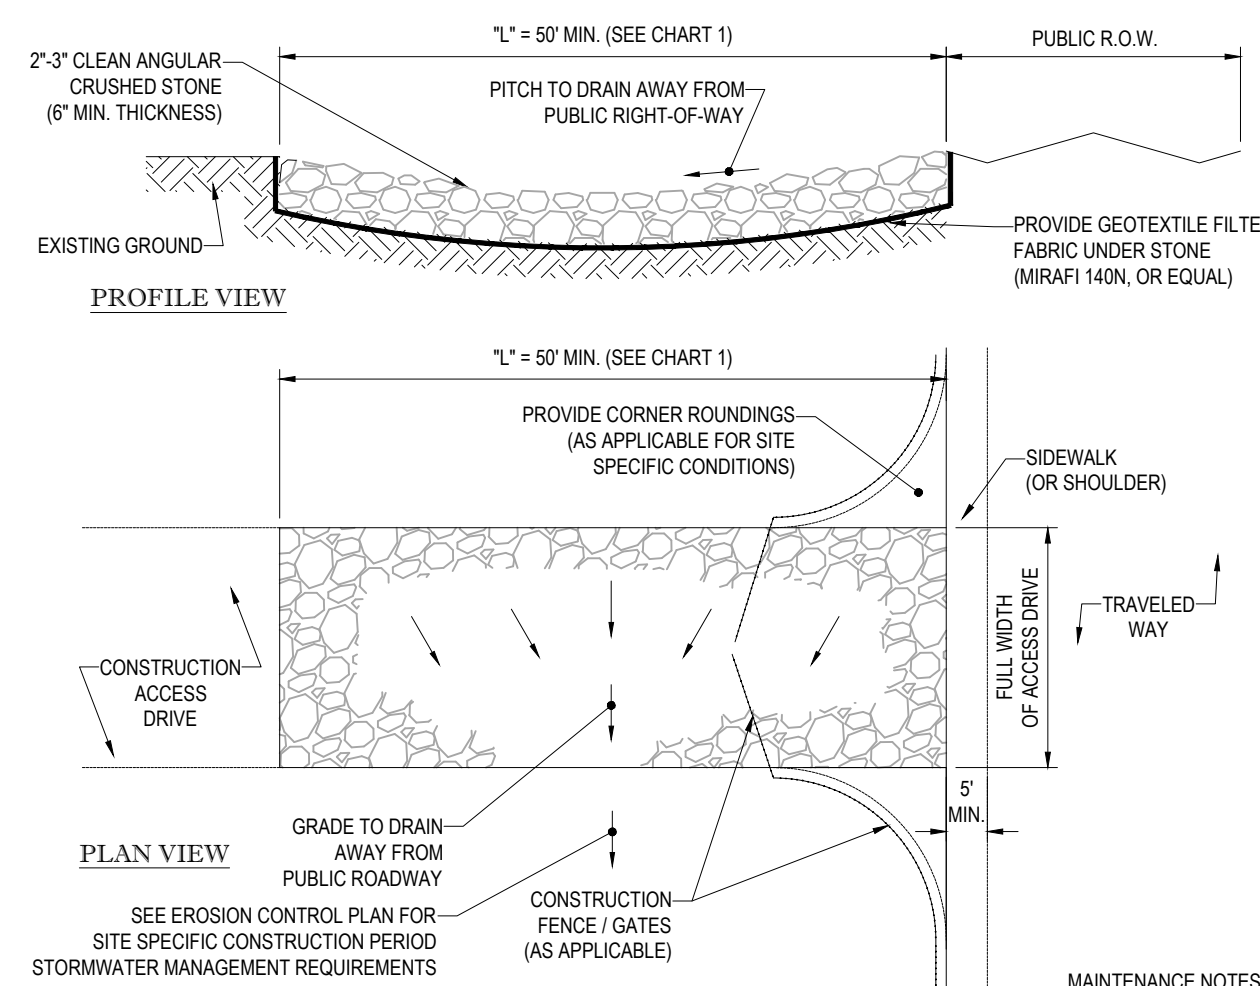 "L" = 50' MIN. (SEE CHART 1)
PUBLIC R.O.W.
2"-3" CLEAN ANGULAR
CRUSHED STONE
(6" MIN. THICKNESS)
PITCH TO DRAIN AWAY FROM
PUBLIC RIGHT-OF-WAY
EXISTING GROUND
PROVIDE GEOTEXTILE FILTE
FABRIC UNDER STONE
(MIRAFI 140N, OR EQUAL)
PROFILE VIEW
"L" = 50' MIN. (SEE CHART 1)
PROVIDE CORNER ROUNDINGS
(AS APPLICABLE FOR SITE
SPECIFIC CONDITIONS)
SIDEWALK
(OR SHOULDER)
FULL WIDTH
OF ACCESS DRIVE
TRAVELED
WAY
CONSTRUCTION
ACCESS
DRIVE
5'
MIN.
GRADE TO DRAIN
AWAY FROM
PUBLIC ROADWAY
PLAN VIEW
CONSTRUCTION
FENCE / GATES
(AS APPLICABLE)
SEE EROSION CONTROL PLAN FOR
SITE SPECIFIC CONSTRUCTION PERIOD
STORMWATER MANAGEMENT REQUIREMENTS
MAINTENANCE NOTES